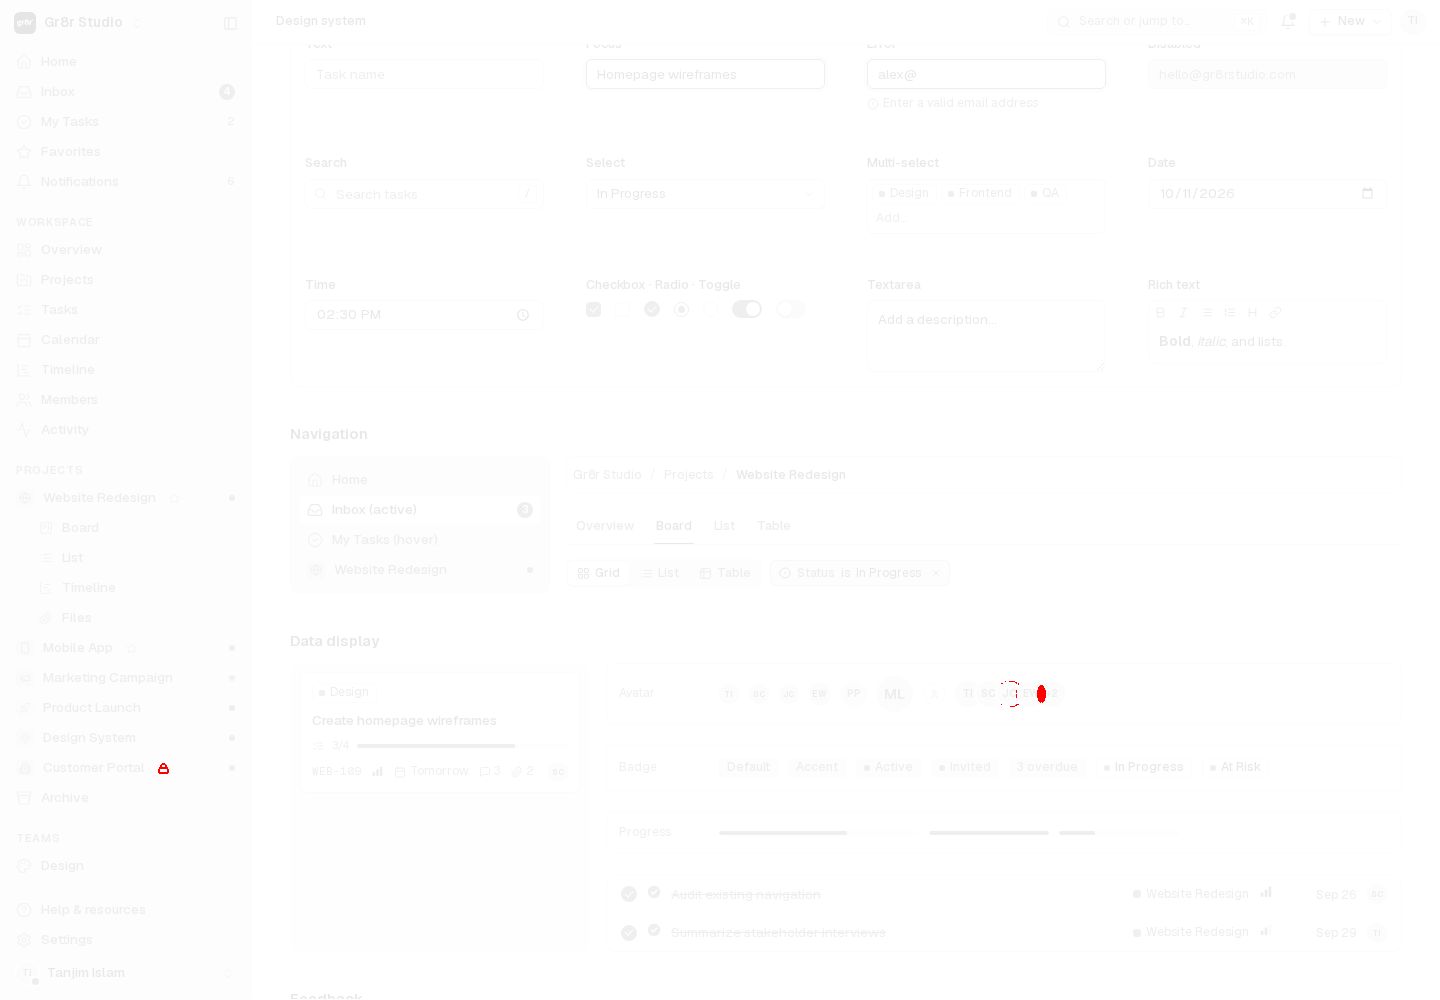 gr8r Gr8r Studio
Design system
Search or jump to...
⌘K
New
TI
Home
Inbox 4
My Tasks 2
Favorites
Notifications 6
WORKSPACE
Overview
Projects
Tasks
Calendar
Timeline
Members
Activity
PROJECTS
Website Redesign
Board
List
Timeline
Files
Mobile App
Marketing Campaign
Product Launch
Design System
Customer Portal
Archive
TEAMS
Design
Help & resources
Settings
TI Tanjim Islam
Text
Task name
Focus
Homepage wireframes
Error
alex@
Enter a valid email address
Disabled
hello@gr8rstudio.com
Search
Search tasks /
Select
In Progress
Multi-select
Design Frontend QA
Add..
Date
10/11/2026
Time
02:30 PM
Checkbox · Radio · Toggle
Textarea
Add a description...
Rich text
B I H
Bold, italic, and lists.
Navigation
Home
Inbox (active) 3
My Tasks (hover)
Website Redesign
Gr8r Studio / Projects / Website Redesign
Overview Board List Table
Grid List Table
Status is In Progress ×
Data display
Design
Create homepage wireframes
3/4
WEB-109 Tomorrow 3 2 SC
Avatar TI SC JC EW PP ML TI SC JC EW 2
Badge Default Accent Active Invited 3 overdue In Progress At Risk
Progress
Audit existing navigation Website Redesign Sep 26 SC
Summarize stakeholder interviews Website Redesign Sep 29 TI
Feedback